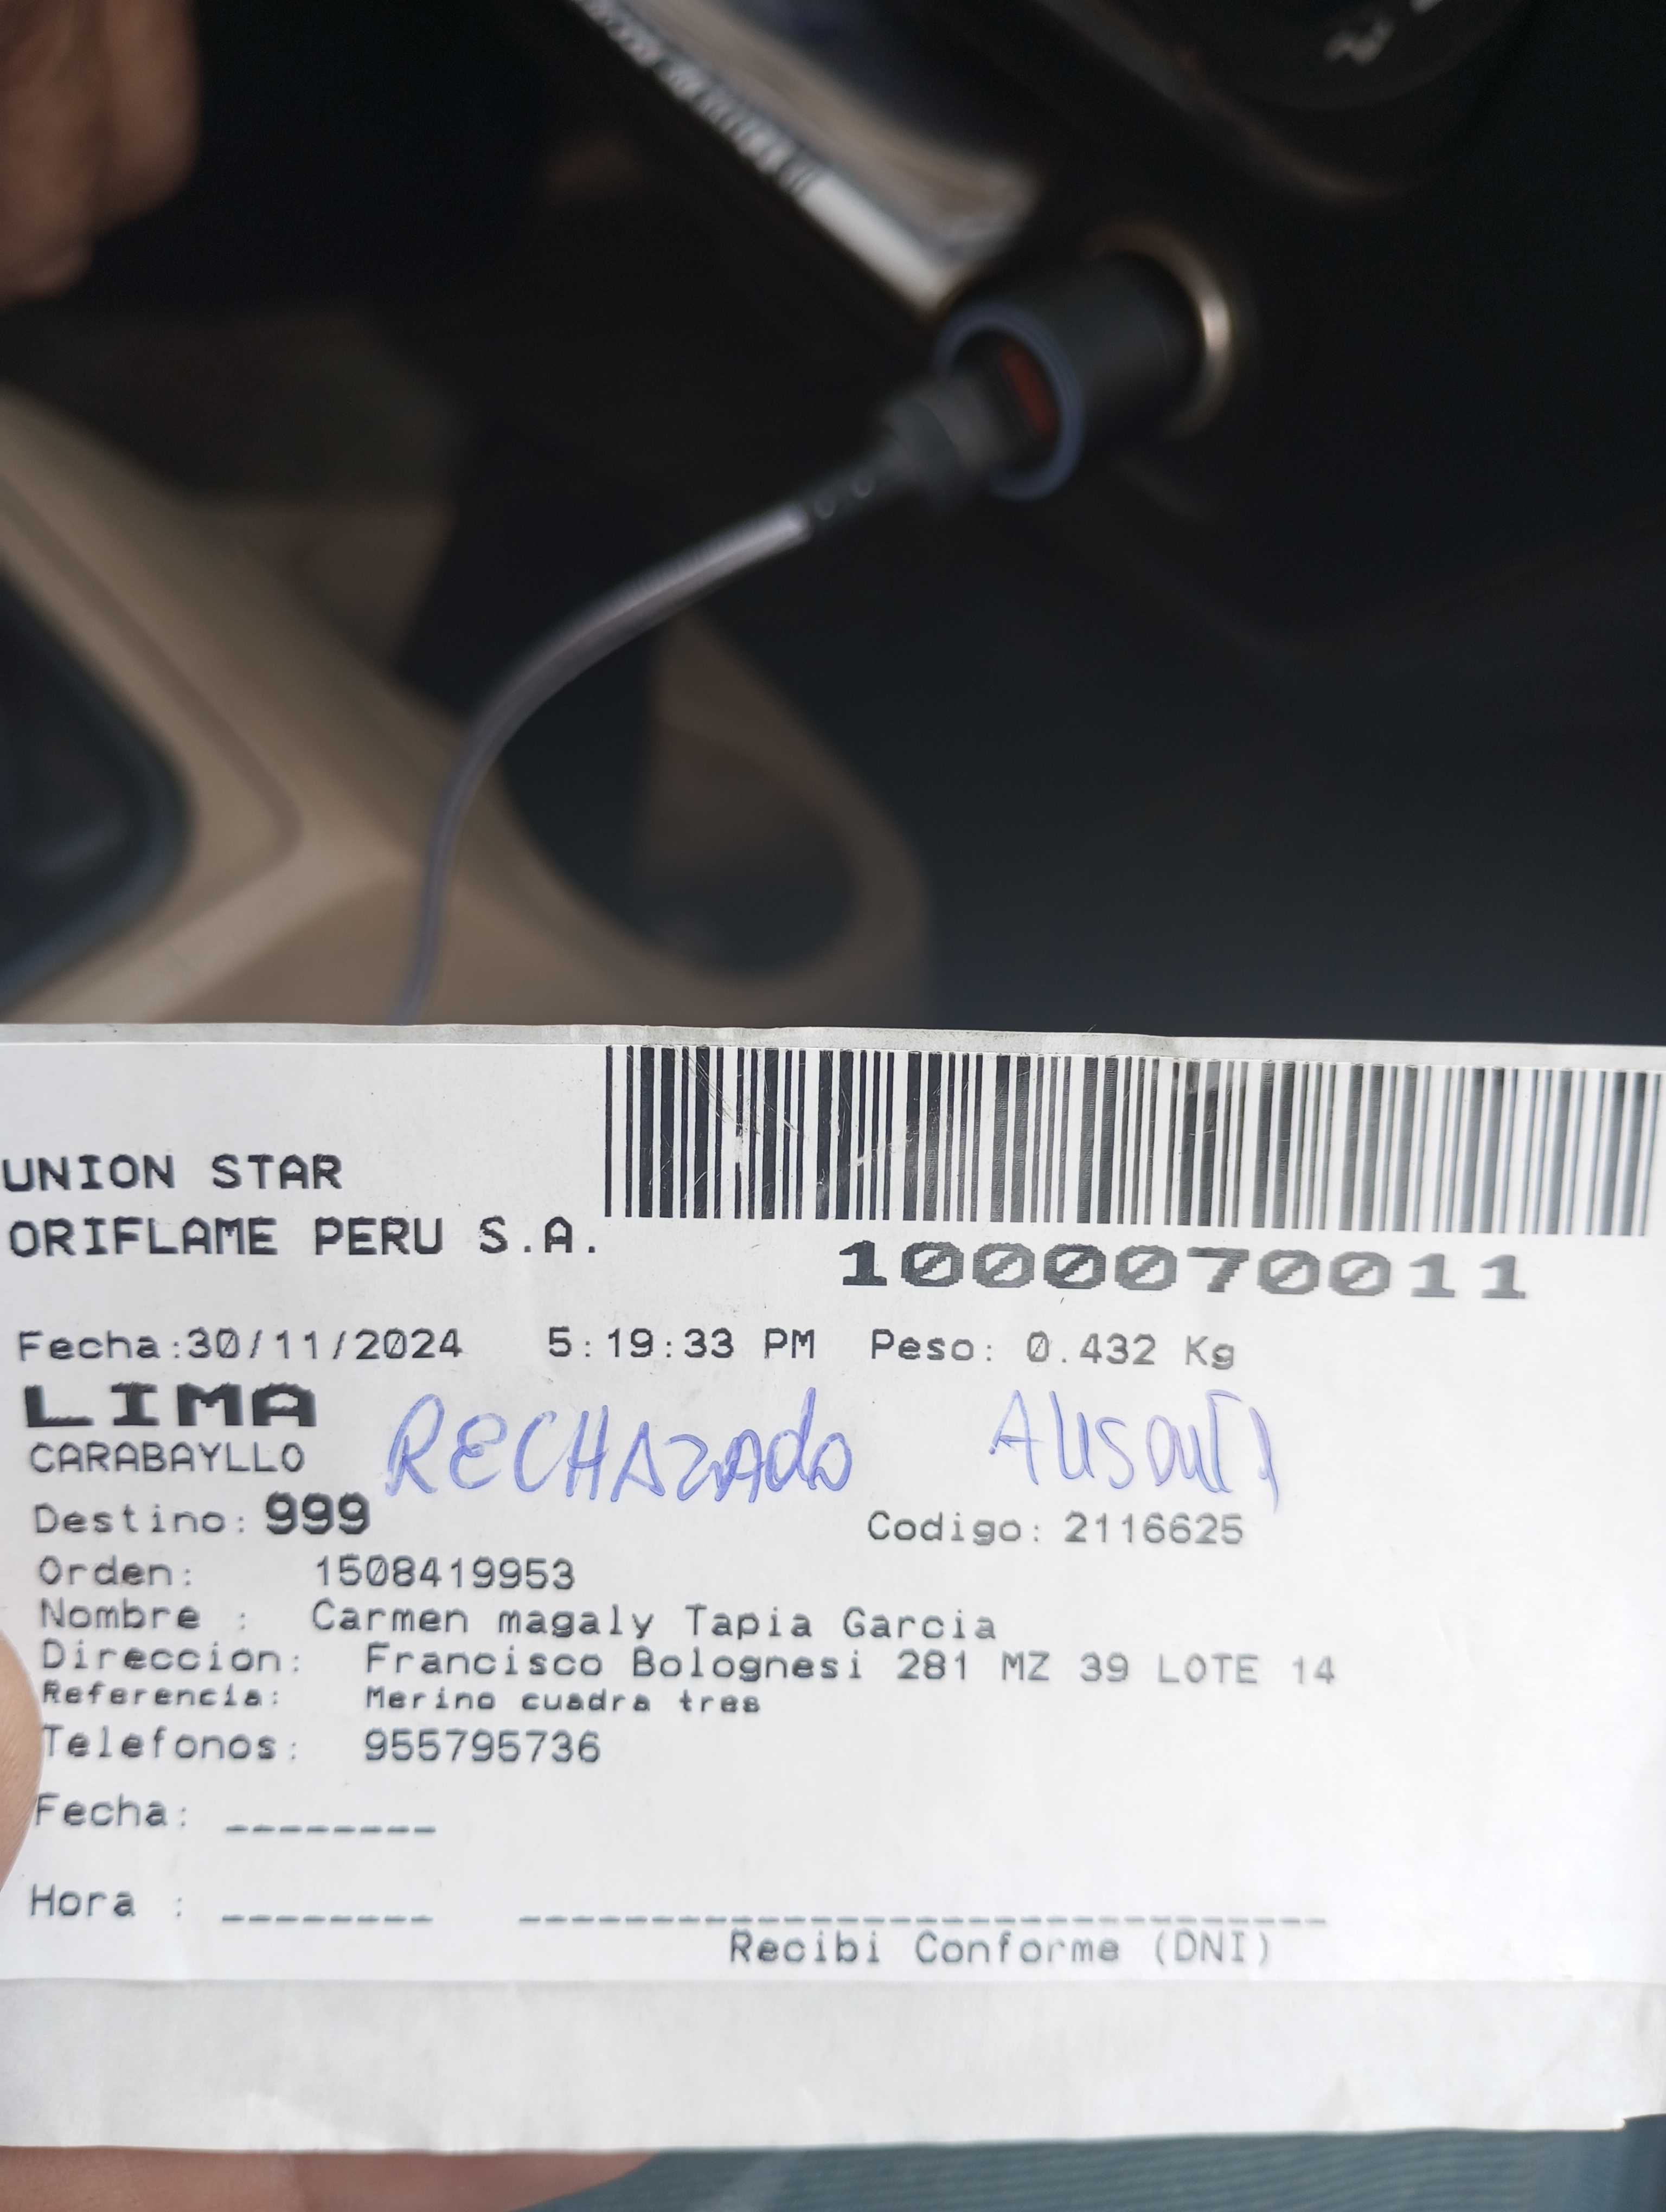 UNION STAR
ORIFLAME PERU S.A.
1000070011
Fecha:30/11/2024 5:19:33 PM Peso: 0.432 Kg
LIMA
CARABAYLLO
RECHAZADO
Destino: 999 Codigo: 2116625
Orden: 1508419953
Nombre : Carmen magaly Tapia Garcia
Direccion: Francisco Bolognesi 281 MZ 39 LOTE 14
Referencia: Merino cuadra tres
Telefonos: 955795736
Fecha: ________
Hora : ________
Recibi Conforme (DNI)